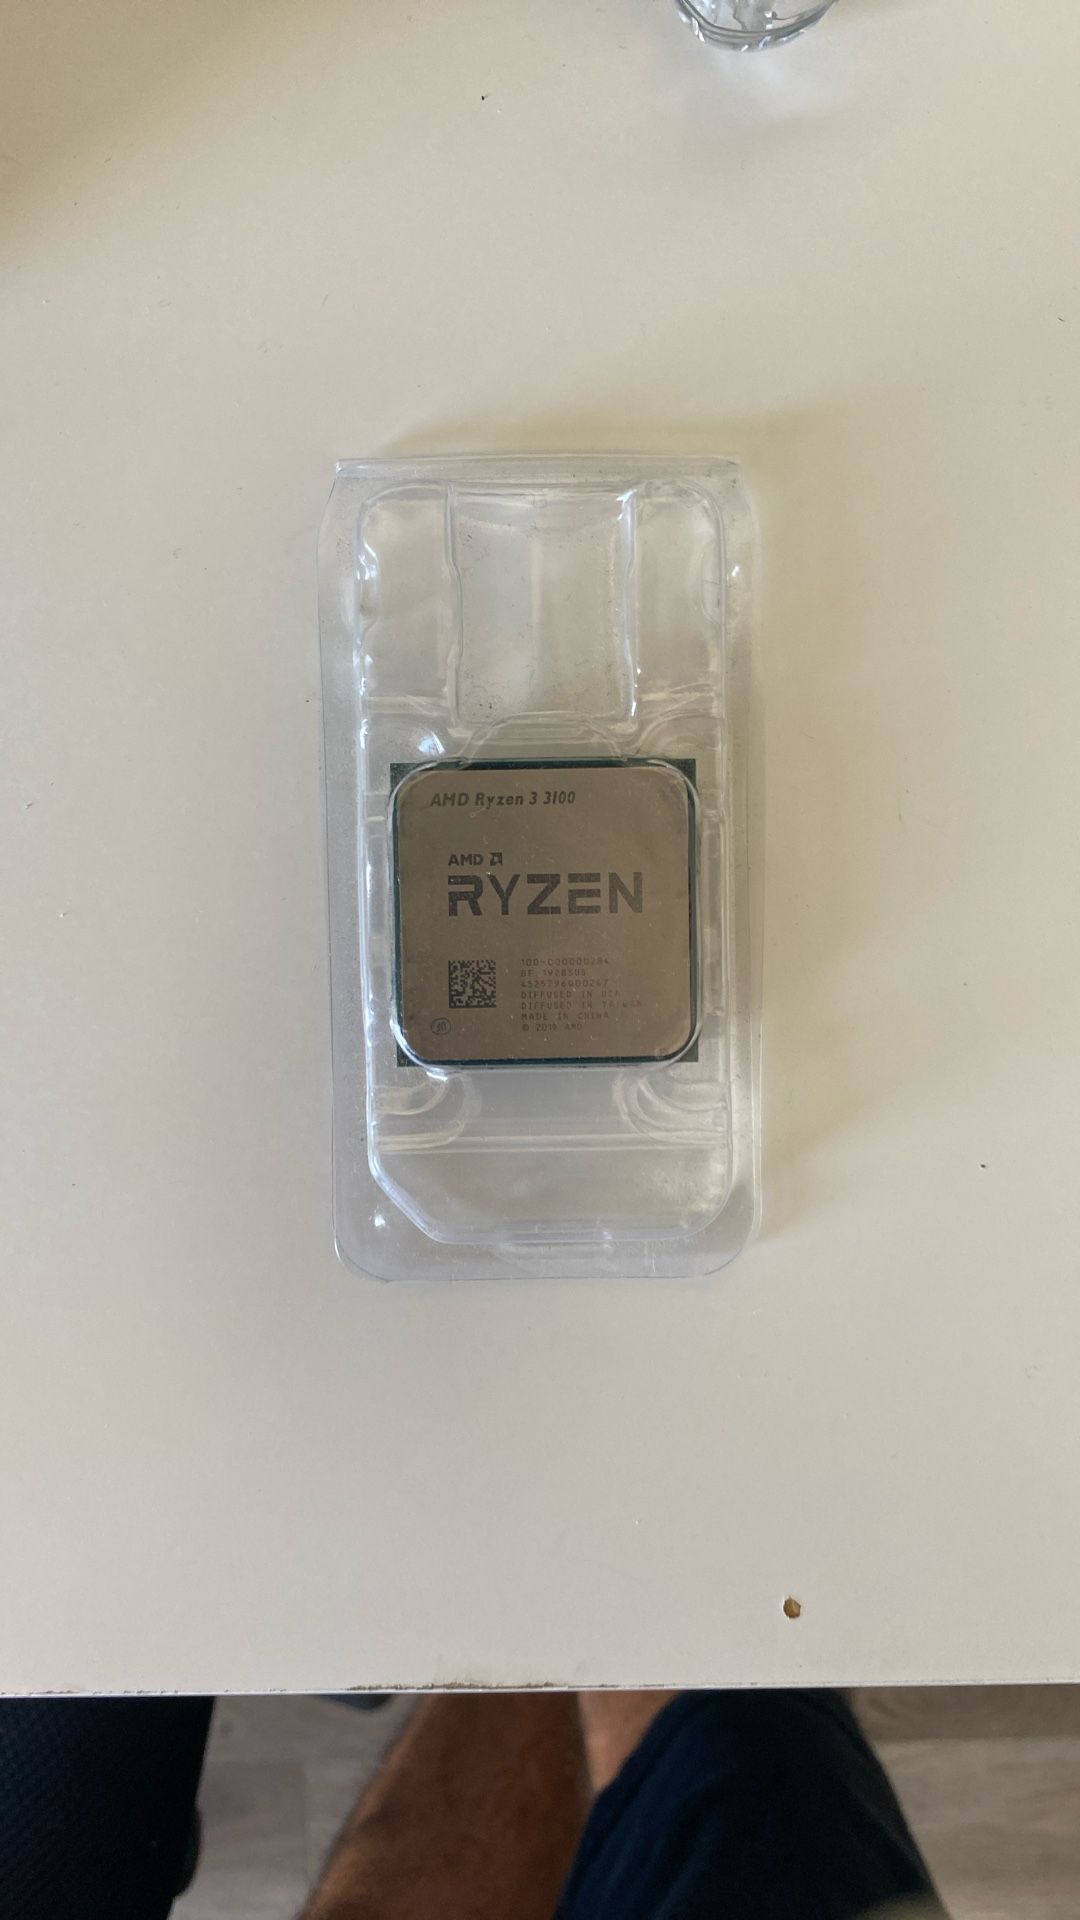 AMD Ryzen 3 3100
AMD
RYZEN
100-000000284
DIFFUSED IN USA
DIFFUSED IN TAIWAN
MADE IN CHINA
© 2019 AMD